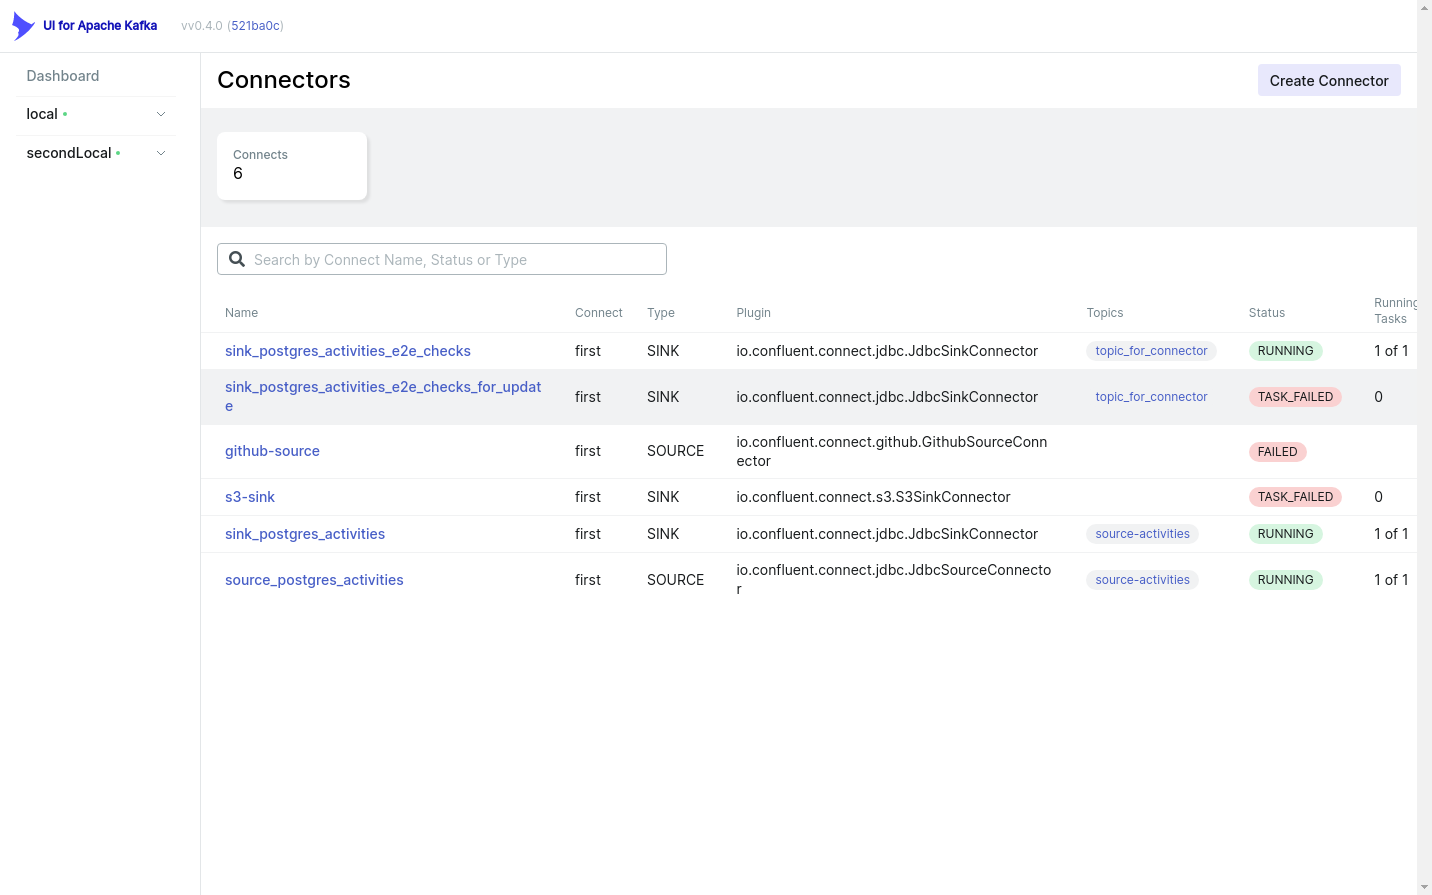 UI for Apache Kafka vv0.4.0 (521ba0c)
Dashboard
local
secondLocal
Connectors
Create Connector
Connects
6
Search by Connect Name, Status or Type
Name Connect Type Plugin Topics Status Running
Tasks
sink_postgres_activities_e2e_checks first SINK io.confluent.connect.jdbc.JdbcSinkConnector topic_for_connector RUNNING 1 of 1
sink_postgres_activities_e2e_checks_for_updat
e first SINK io.confluent.connect.jdbc.JdbcSinkConnector topic_for_connector TASK_FAILED 0
github-source first SOURCE io.confluent.connect.github.GithubSourceConn
ector FAILED
s3-sink first SINK io.confluent.connect.s3.S3SinkConnector TASK_FAILED 0
sink_postgres_activities first SINK io.confluent.connect.jdbc.JdbcSinkConnector source-activities RUNNING 1 of 1
source_postgres_activities first SOURCE io.confluent.connect.jdbc.JdbcSourceConnecto
r source-activities RUNNING 1 of 1